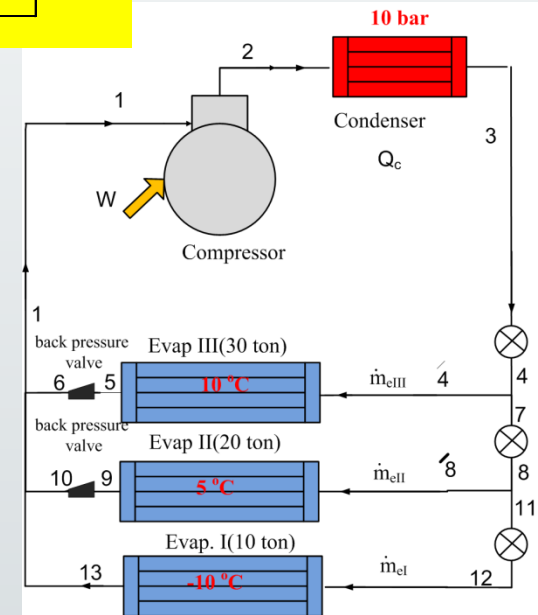 10 bar
2
1
Condenser
3
Qc
W
Compressor
1
back pressure
valve
Evap III(30 ton)
6
5
10 °C
ṁeIII
4
4
7
back pressure
valve
Evap II(20 ton)
10
9
5 °C
ṁeII
8
8
11
Evap. I(10 ton)
13
-10 °C
ṁeI
12